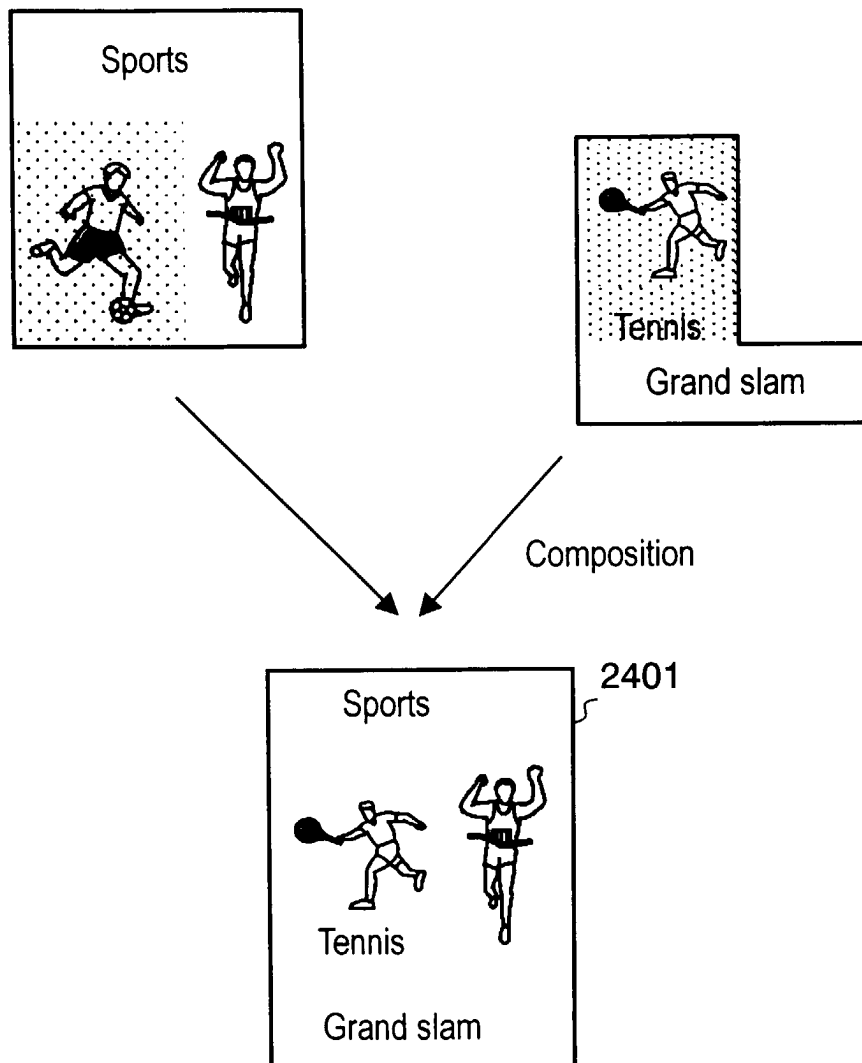 Sports
Tennis
Grand slam
Composition
2401
Sports
Tennis
Grand slam